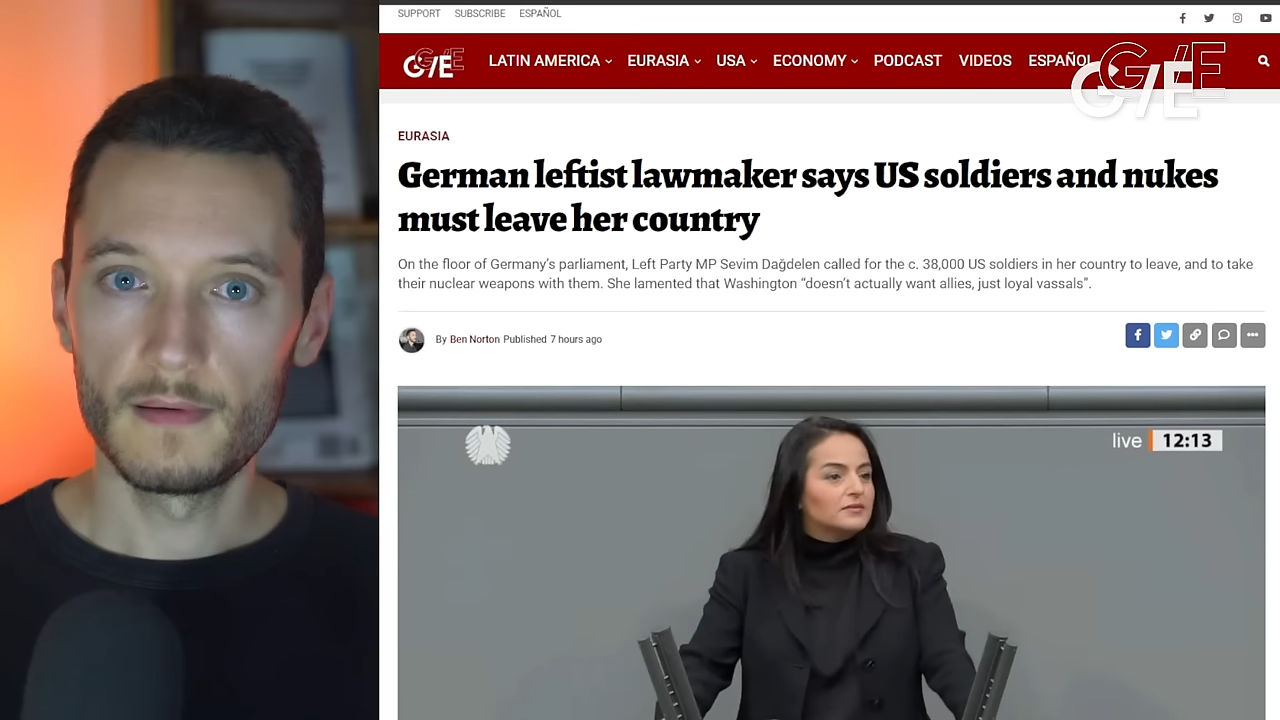 SUPPORT SUBSCRIBE ESPAÑOL
G/E LATIN AMERICA EURASIA USA ECONOMY PODCAST VIDEOS ESPAÑOL
G/E
EURASIA
German leftist lawmaker says US soldiers and nukes
must leave her country
On the floor of Germany's parliament, Left Party MP Sevim Dağdelen called for the c. 38,000 US soldiers in her country to leave, and to take
their nuclear weapons with them. She lamented that Washington “doesn't actually want allies, just loyal vassals”.
By Ben Norton Published 7 hours ago
live 12:13